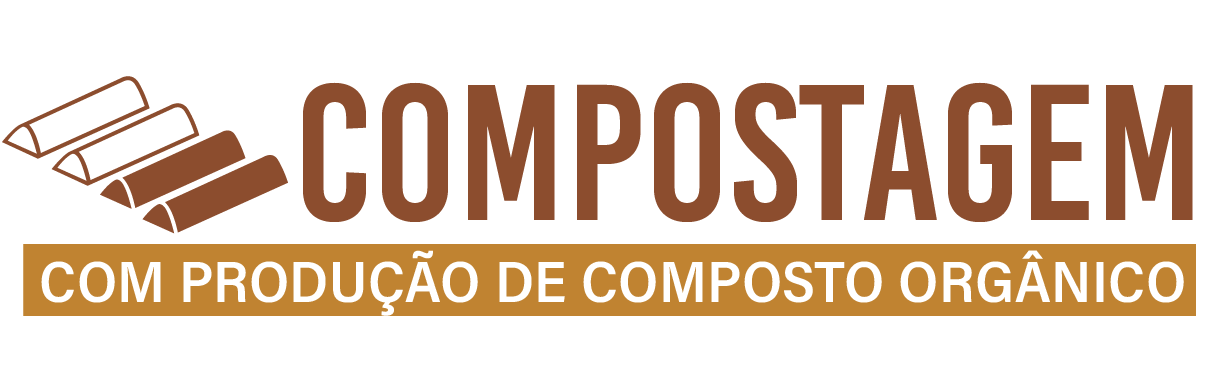 COMPOSTAGEM
COM PRODUÇÃO DE COMPOSTO ORGÂNICO